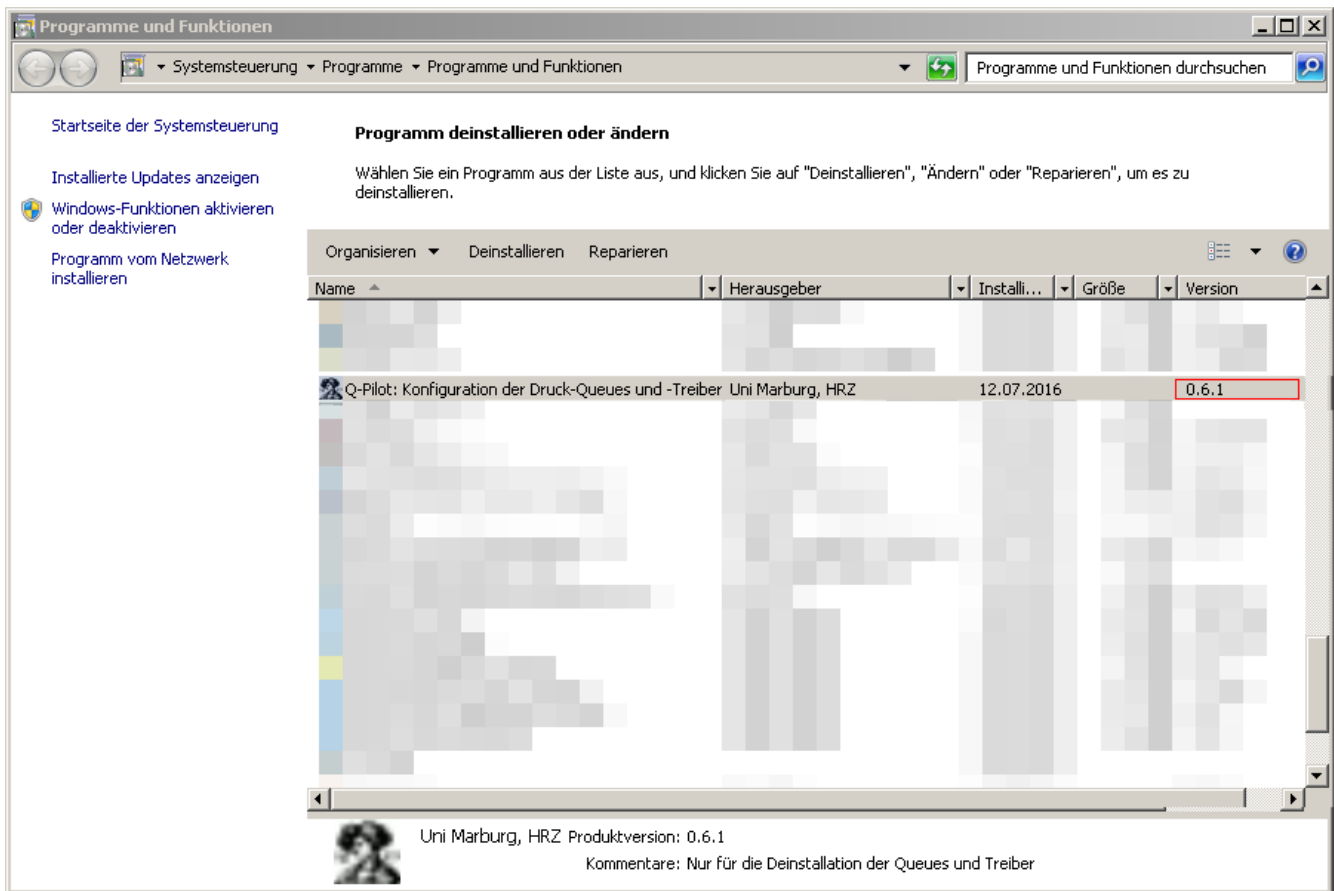 Programme und Funktionen
Systemsteuerung Programme Programme und Funktionen
Programme und Funktionen durchsuchen
Startseite der Systemsteuerung
Installierte Updates anzeigen
Windows-Funktionen aktivieren
oder deaktivieren
Programm vom Netzwerk
installieren
Programm deinstallieren oder ändern
Wählen Sie ein Programm aus der Liste aus, und klicken Sie auf "Deinstallieren", "Ändern" oder "Reparieren", um es zu
deinstallieren.
Organisieren Deinstallieren Reparieren
Name Herausgeber Installi... Größe Version
Q-Pilot: Konfiguration der Druck-Queues und -Treiber Uni Marburg, HRZ 12.07.2016 0.6.1
Uni Marburg, HRZ Produktversion: 0.6.1
Kommentare: Nur für die Deinstallation der Queues und Treiber